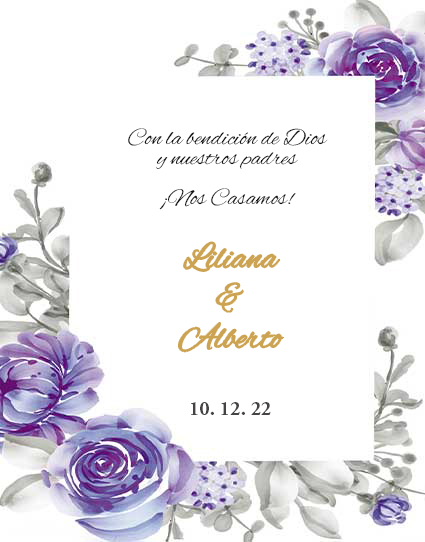 Con la bendición de Dios
y nuestros padres
¡Nos Casamos!
Liliana
&
Alberto
10. 12. 22